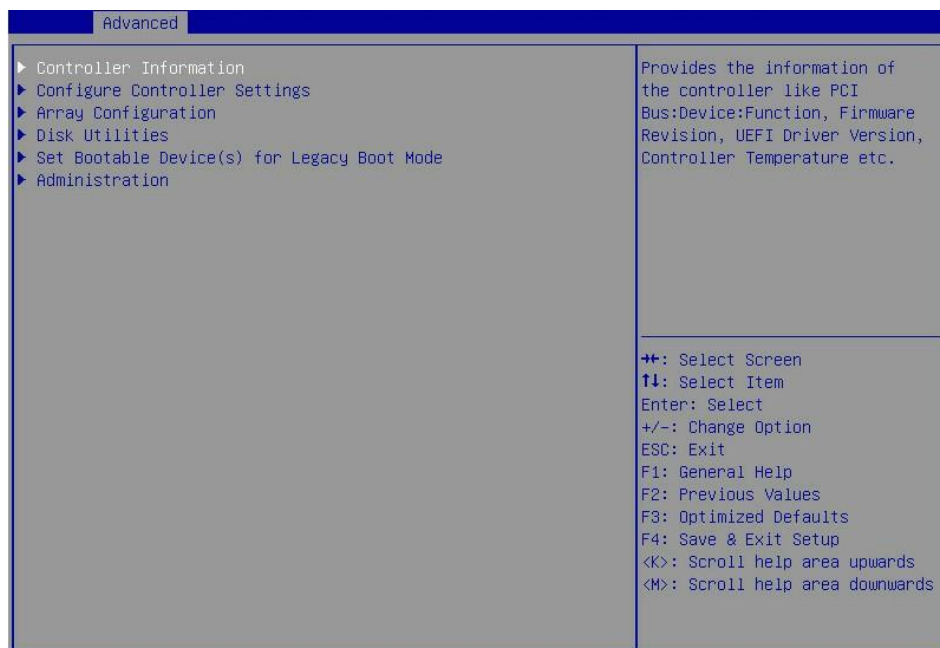 Advanced
Controller Information
Configure Controller Settings
Array Configuration
Disk Utilities
Set Bootable Device(s) for Legacy Boot Mode
Administration
Provides the information of
the controller like PCI
Bus:Device:Function, Firmware
Revision, UEFI Driver Version,
Controller Temperature etc.
→←: Select Screen
↑↓: Select Item
Enter: Select
+/-: Change Option
ESC: Exit
F1: General Help
F2: Previous Values
F3: Optimized Defaults
F4: Save & Exit Setup
<K>: Scroll help area upwards
<M>: Scroll help area downwards